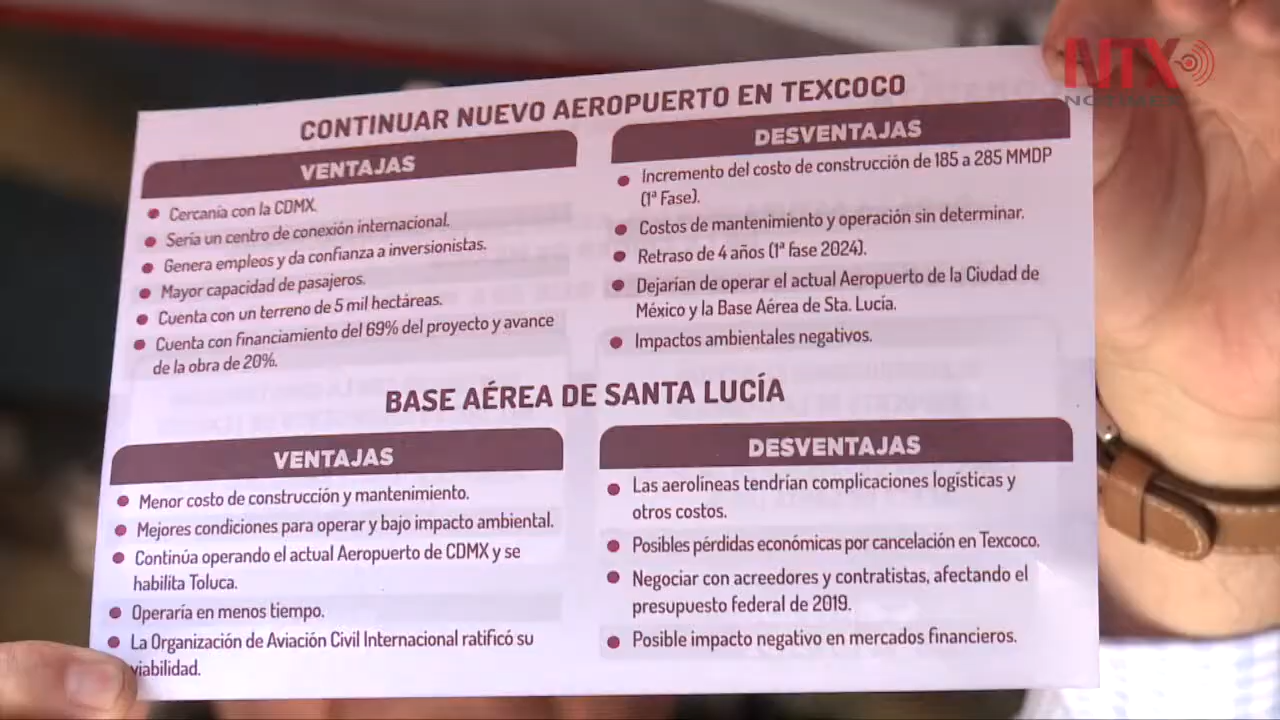 NTX
CONTINUAR NUEVO AEROPUERTO EN TEXCOCO
VENTAJAS
Cercanía con la CDMX.
Sería un centro de conexión internacional.
Genera empleos y da confianza a inversionistas.
Mayor capacidad de pasajeros.
Cuenta con un terreno de 5 mil hectáreas.
Cuenta con financiamiento del 69% del proyecto y avance
de la obra de 20%.
DESVENTAJAS
Incremento del costo de construcción de 185 a 285 MMDP
(1ª Fase).
Costos de mantenimiento y operación sin determinar.
Retraso de 4 años (1ª fase 2024).
Dejarían de operar el actual Aeropuerto de la Ciudad de
México y la Base Aérea de Sta. Lucía.
Impactos ambientales negativos.
BASE AÉREA DE SANTA LUCÍA
VENTAJAS
Menor costo de construcción y mantenimiento.
Mejores condiciones para operar y bajo impacto ambiental.
Continúa operando el actual Aeropuerto de CDMX y se
habilita Toluca.
Operaría en menos tiempo.
La Organización de Aviación Civil Internacional ratificó su
viabilidad.
DESVENTAJAS
Las aerolíneas tendrían complicaciones logísticas y
otros costos.
Posibles pérdidas económicas por cancelación en Texcoco.
Negociar con acreedores y contratistas, afectando el
presupuesto federal de 2019.
Posible impacto negativo en mercados financieros.